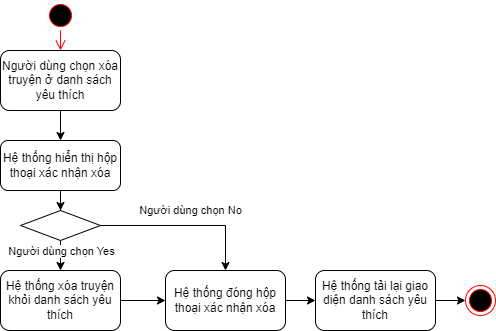 Người dùng chọn xóa
truyện ở danh sách
yêu thích
Hệ thống hiển thị hộp
thoại xác nhận xóa
Người dùng chọn No
Người dùng chọn Yes
Hệ thống xóa truyện
khỏi danh sách yêu
thích
Hệ thống đóng hộp
thoại xác nhận xóa
Hệ thống tải lại giao
diện danh sách yêu
thích